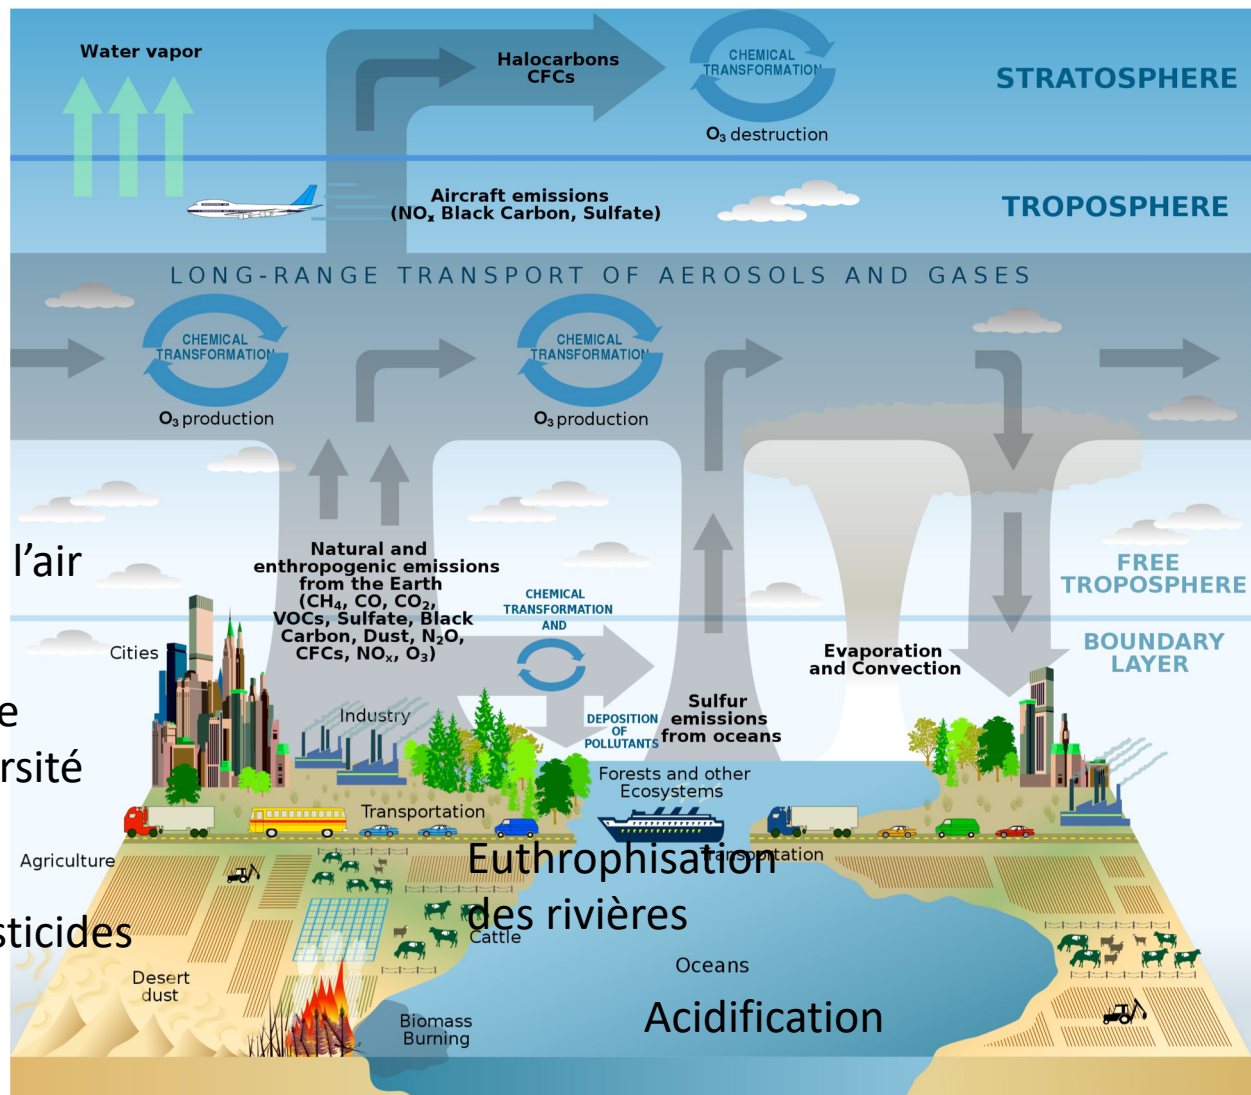 Water vapor
Halocarbons
CFCs
CHEMICAL
TRANSFORMATION
O₃ destruction
STRATOSPHERE
Aircraft emissions
(NOₓ Black Carbon, Sulfate)
TROPOSPHERE
LONG-RANGE TRANSPORT OF AEROSOLS AND GASES
CHEMICAL
TRANSFORMATION
O₃ production
CHEMICAL
TRANSFORMATION
O₃ production
l’air
Natural and
enthropogenic emissions
from the Earth
(CH₄, CO, CO₂,
VOCs, Sulfate, Black
Carbon, Dust, N₂O,
CFCs, NOₓ, O₃)
CHEMICAL
TRANSFORMATION
AND
FREE
TROPOSPHERE
BOUNDARY
LAYER
Cities
Evaporation
and Convection
Industry
DEPOSITION
OF
POLLUTANTS
Sulfur
emissions
from oceans
e
rsité
Forests and other
Ecosystems
Transportation
Transportation
Agriculture
Euthrophisation
des rivières
sticides
Cattle
Desert
dust
Oceans
Biomass
Burning
Acidification